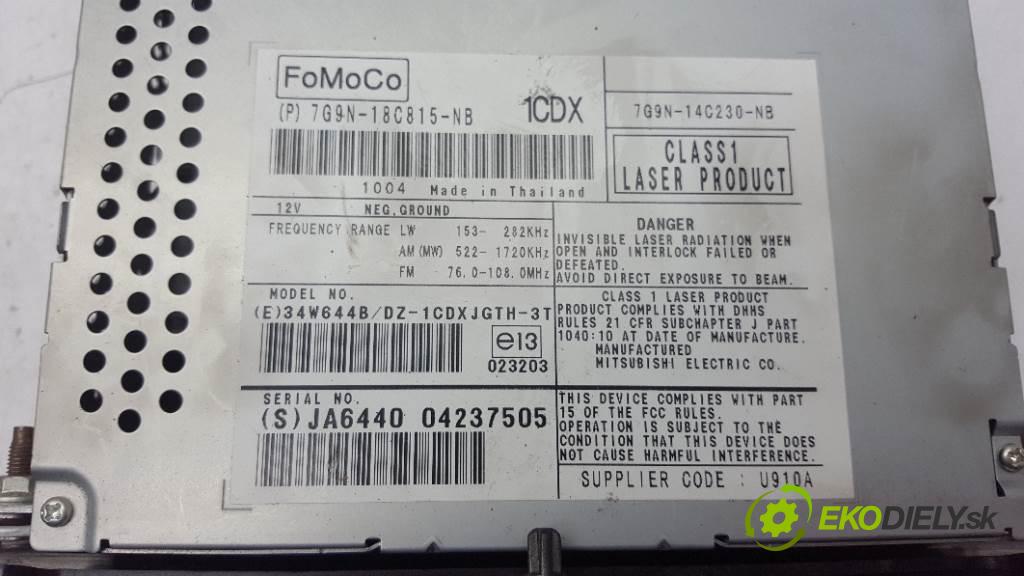 FoMoCo
(P) 7G9N-18C815-NB
1CDX
7G9N-14C230-NB
CLASS1
LASER PRODUCT
1004 Made in Thailand
12V NEG.GROUND
FREQUENCY RANGE LW 153- 282KHz
AM(MW) 522- 1720KHz
FM 76.0-108.0MHz
DANGER
INVISIBLE LASER RADIATION WHEN
OPEN AND INTERLOCK FAILED OR
DEFEATED.
AVOID DIRECT EXPOSURE TO BEAM.
MODEL NO.
(E)34W644B/DZ-1CDXJGTH-3T
e13
023203
CLASS 1 LASER PRODUCT
PRODUCT COMPLIES WITH DHHS
RULES 21 CFR SUBCHAPTER J PART
1040:10 AT DATE OF MANUFACTURE.
MANUFACTURED
MITSUBISHI ELECTRIC CO.
SERIAL NO.
(S)JA6440 04237505
THIS DEVICE COMPLIES WITH PART
15 OF THE FCC RULES.
OPERATION IS SUBJECT TO THE
CONDITION THAT THIS DEVICE DOES
NOT CAUSE HARMFUL INTERFERENCE.
SUPPLIER CODE : U910A
EKODIELY.sk